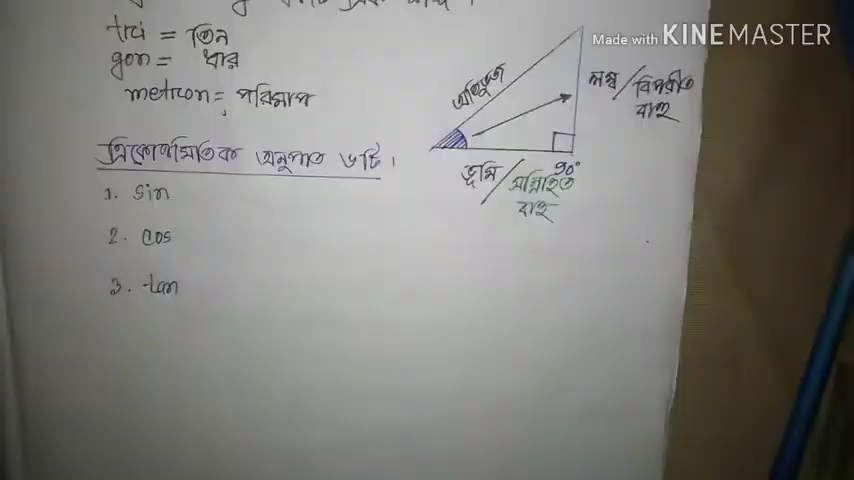 tri = তিন
gon = ধার
metron = পরিমাপ
ত্রিকোণমিতিক অনুপাত ৬টি।
1. sin
2. cos
3. tan
অতিভুজ
লম্ব/বিপরীত
বাহু
90°
ভূমি/সন্নিহিত
বাহু
Made with KINEMASTER